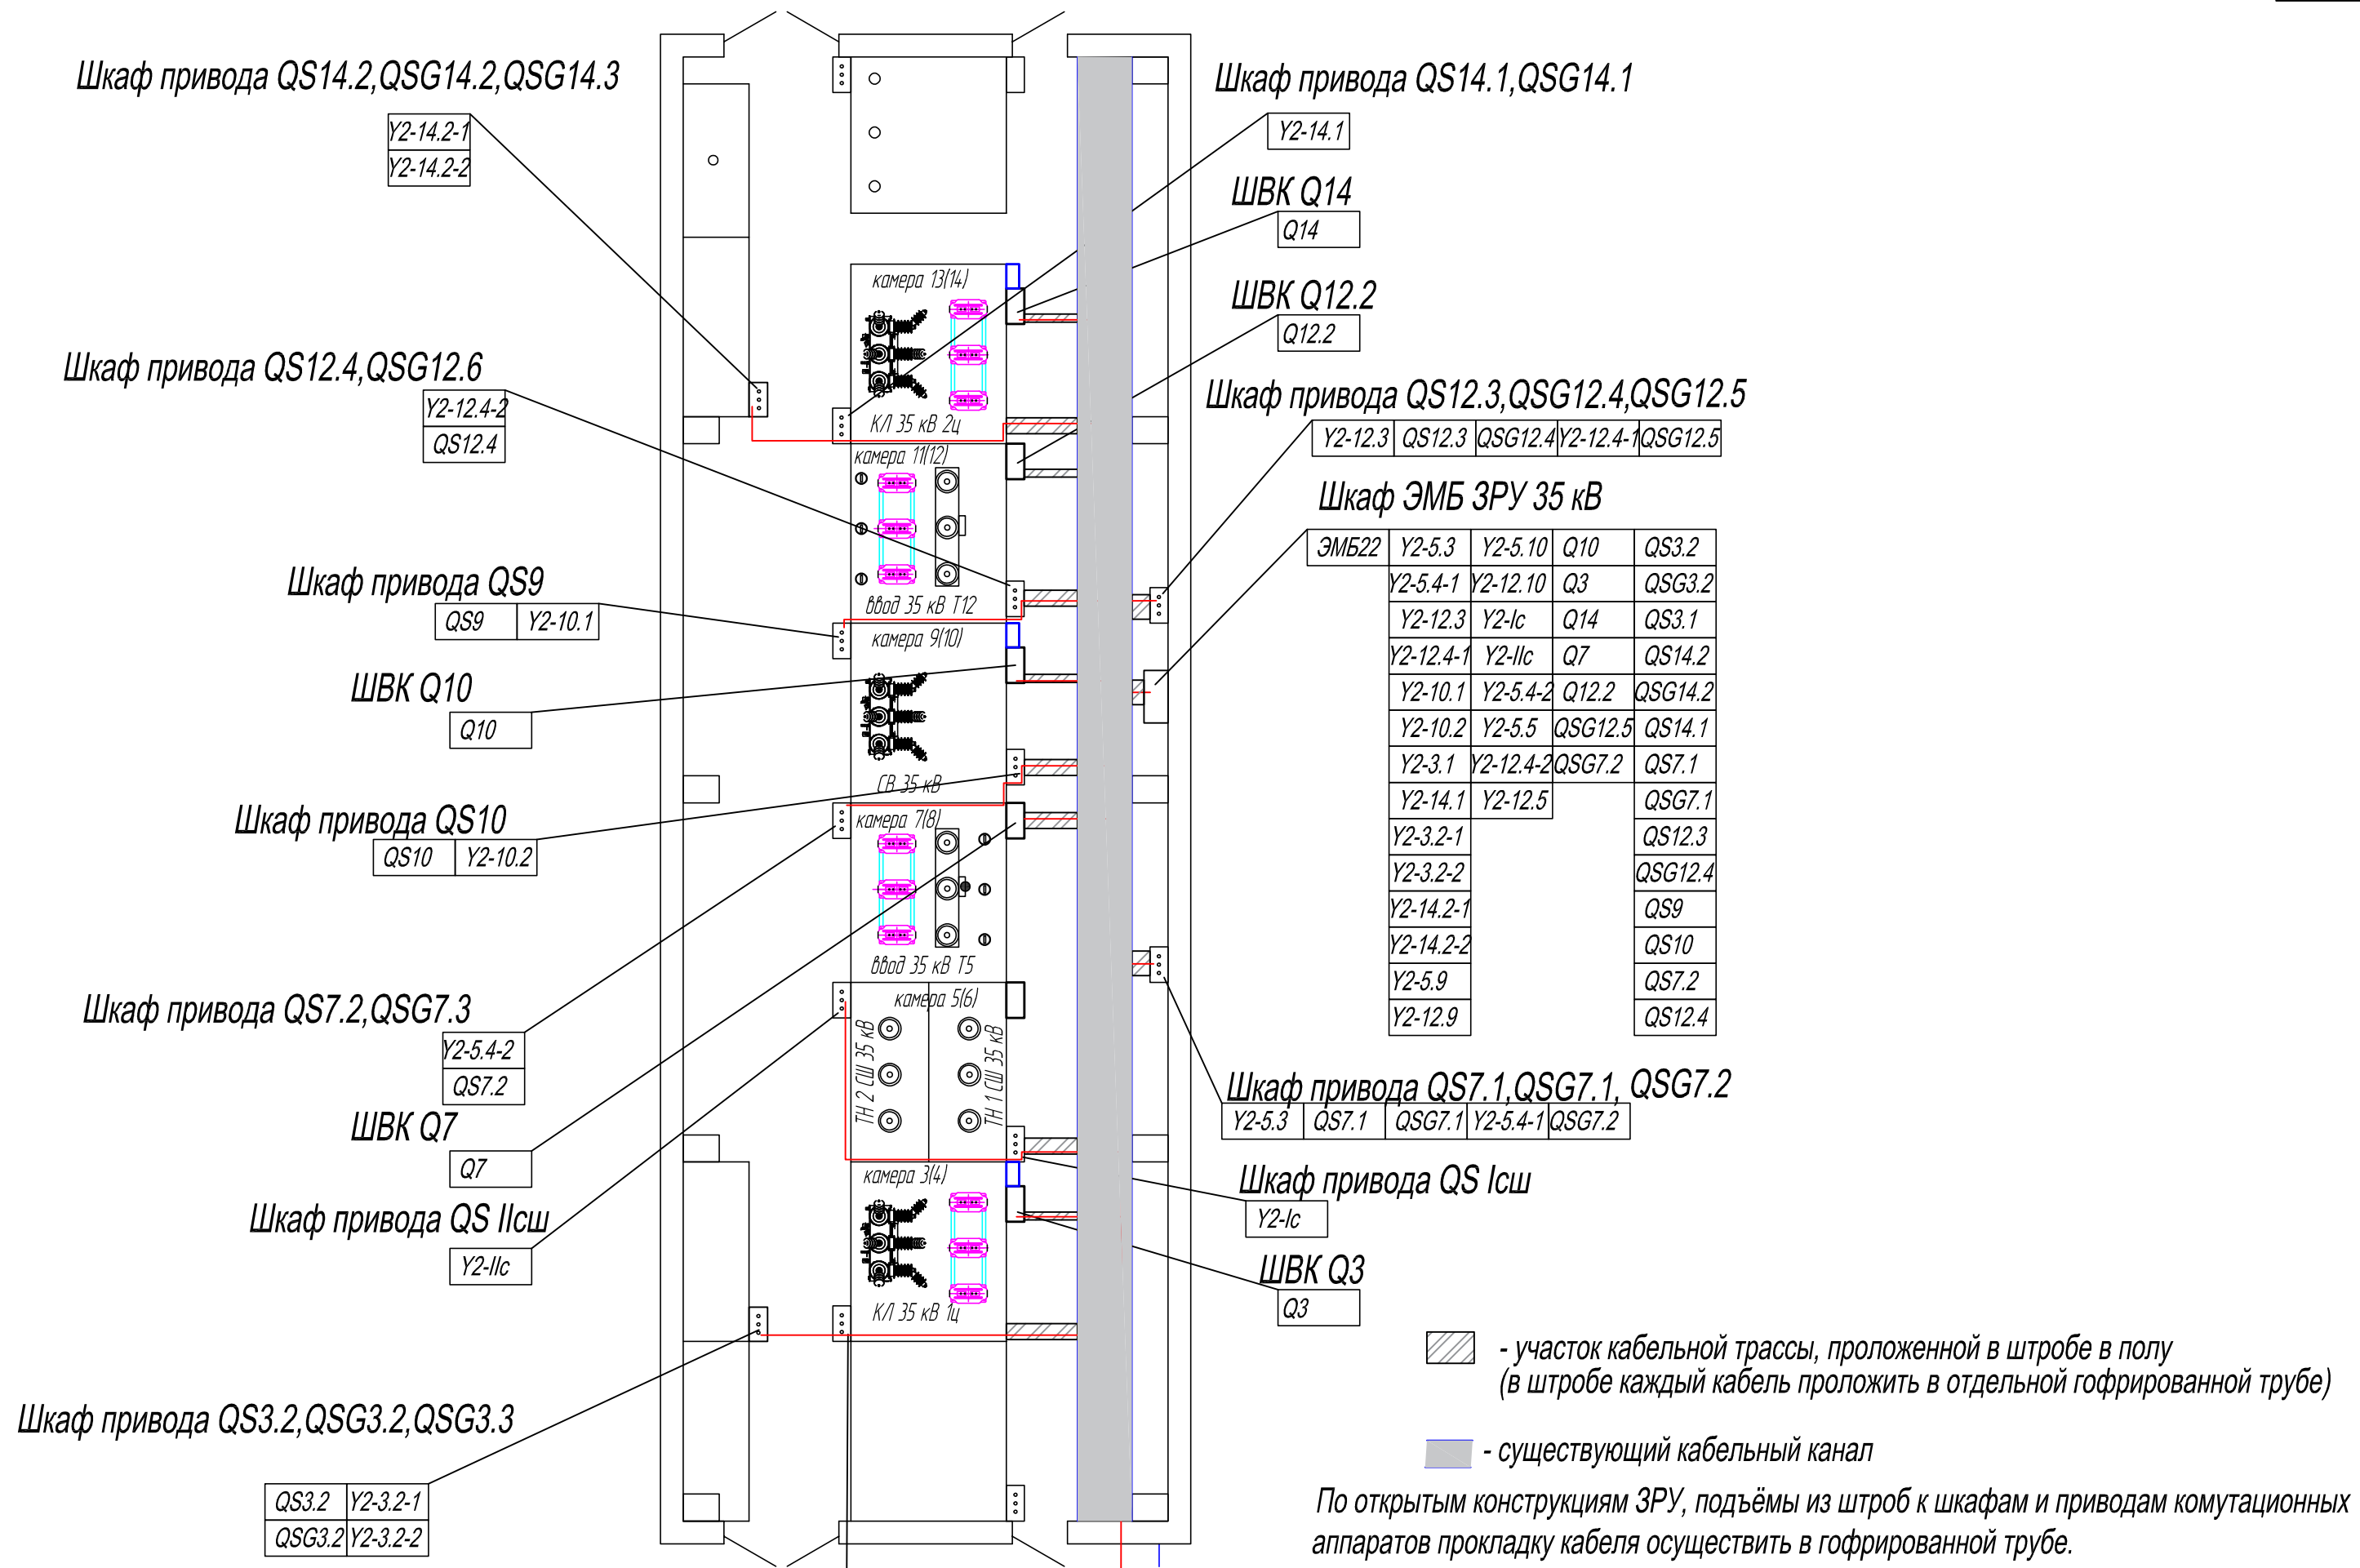 Шкаф привода QS14.2,QSG14.2,QSG14.3
Y2-14.2-1
Y2-14.2-2
Шкаф привода QS14.1,QSG14.1
Y2-14.1
ШВК Q14
Q14
ШВК Q12.2
Q12.2
камера 13(14)
КЛ 35 кВ 2ц
Шкаф привода QS12.4,QSG12.6
Y2-12.4-2
QS12.4
Шкаф привода QS12.3,QSG12.4,QSG12.5
Y2-12.3 QS12.3 QSG12.4 Y2-12.4-1 QSG12.5
камера 11(12)
ввод 35 кВ Т12
Шкаф ЭМБ ЗРУ 35 кВ
ЭМБ22 Y2-5.3 Y2-5.10 Q10 QS3.2
Y2-5.4-1 Y2-12.10 Q3 QSG3.2
Y2-12.3 Y2-Ic Q14 QS3.1
Y2-12.4-1 Y2-IIc Q7 QS14.2
Y2-10.1 Y2-5.4-2 Q12.2 QSG14.2
Y2-10.2 Y2-5.5 QSG12.5 QS14.1
Y2-3.1 Y2-12.4-2 QSG7.2 QS7.1
Y2-14.1 Y2-12.5 QSG7.1
Y2-3.2-1 QS12.3
Y2-3.2-2 QSG12.4
Y2-14.2-1 QS9
Y2-14.2-2 QS10
Y2-5.9 QS7.2
Y2-12.9 QS12.4
Шкаф привода QS9
QS9 Y2-10.1
камера 9(10)
СВ 35 кВ
ШВК Q10
Q10
Шкаф привода QS10
QS10 Y2-10.2
камера 7(8)
ввод 35 кВ Т5
Шкаф привода QS7.2,QSG7.3
Y2-5.4-2
QS7.2
камера 5(6)
ТН 2 СШ 35 кВ
ТН 1 СШ 35 кВ
Шкаф привода QS7.1,QSG7.1, QSG7.2
Y2-5.3 QS7.1 QSG7.1 Y2-5.4-1 QSG7.2
ШВК Q7
Q7
Шкаф привода QS IIсш
Y2-IIc
Шкаф привода QS Iсш
Y2-Ic
камера 3(4)
КЛ 35 кВ 1ц
ШВК Q3
Q3
Шкаф привода QS3.2,QSG3.2,QSG3.3
QS3.2 Y2-3.2-1
QSG3.2 Y2-3.2-2
- участок кабельной трассы, проложенной в штробе в полу
(в штробе каждый кабель проложить в отдельной гофрированной трубе)
- существующий кабельный канал
По открытым конструкциям ЗРУ, подъёмы из штроб к шкафам и приводам комутационных
аппаратов прокладку кабеля осуществить в гофрированной трубе.